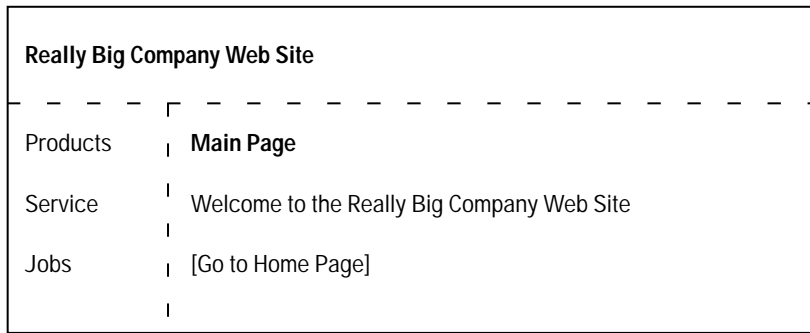 Really Big Company Web Site
Products
Service
Jobs
Main Page
Welcome to the Really Big Company Web Site
[Go to Home Page]